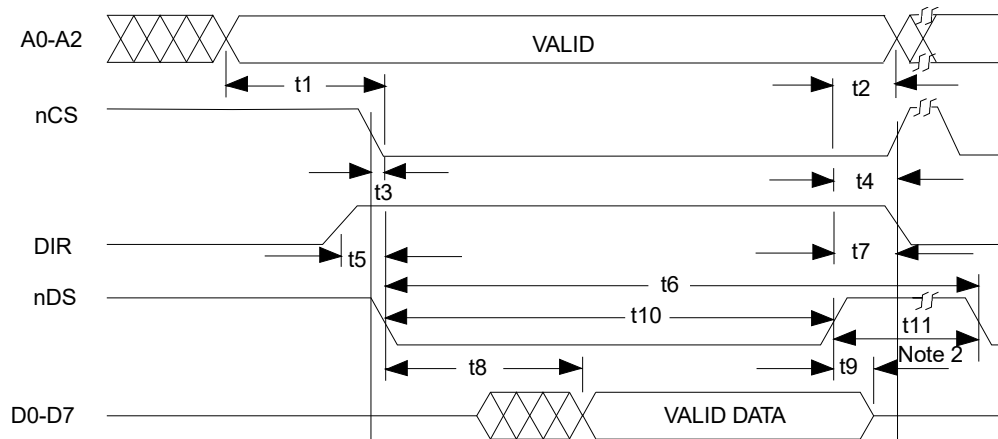 A0-A2
VALID
t1
t2
nCS
t3
t4
DIR
t5
t7
t6
nDS
t10
t11
t8
t9
Note 2
D0-D7
VALID DATA